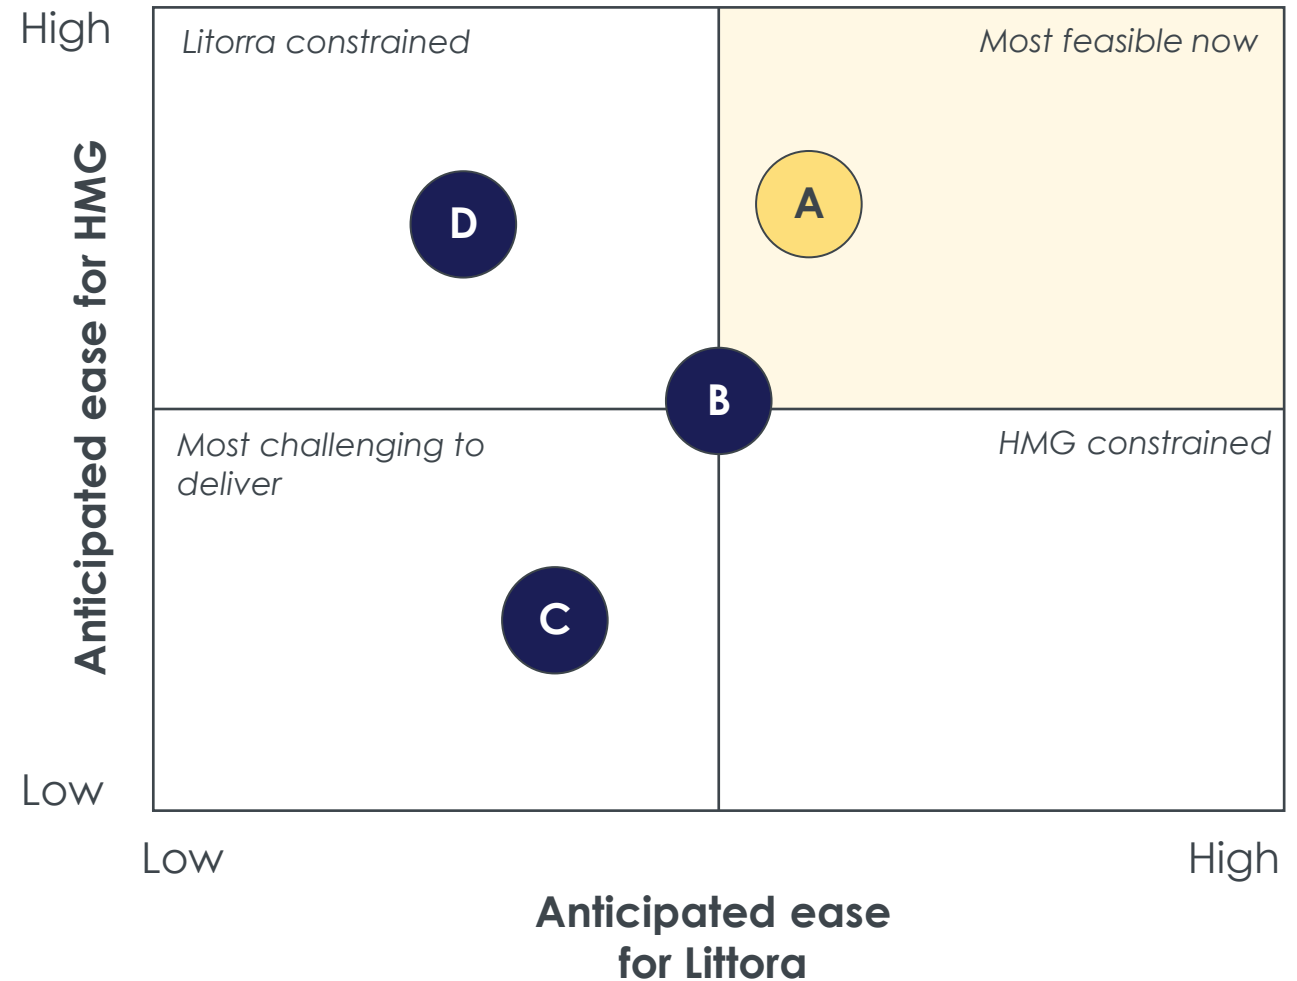 High
Litorra constrained
Most feasible now
Anticipated ease for HMG
D
A
B
Most challenging to
deliver
HMG constrained
C
Low
Low
High
Anticipated ease
for Littora